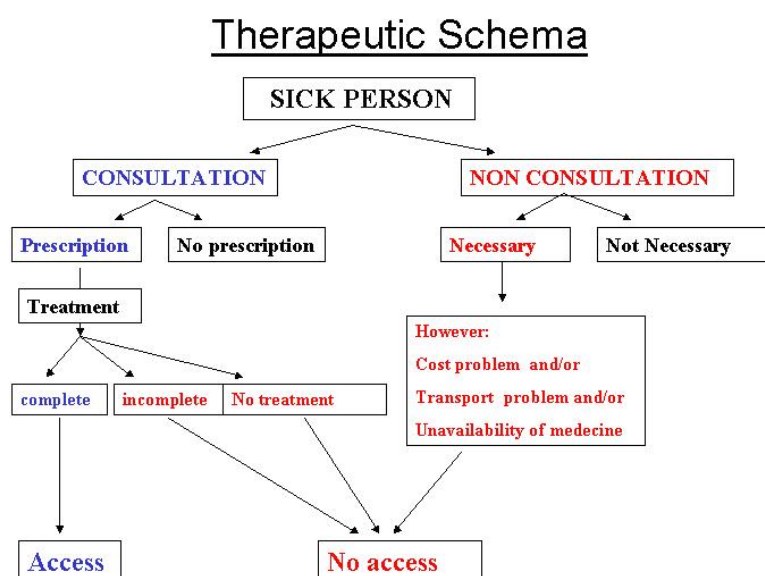 Therapeutic Schema
SICK PERSON
CONSULTATION
NON CONSULTATION
Prescription
No prescription
Necessary
Not Necessary
Treatment
However:
Cost problem and/or
Transport problem and/or
Unavailability of medecine
complete
incomplete
No treatment
Access
No access